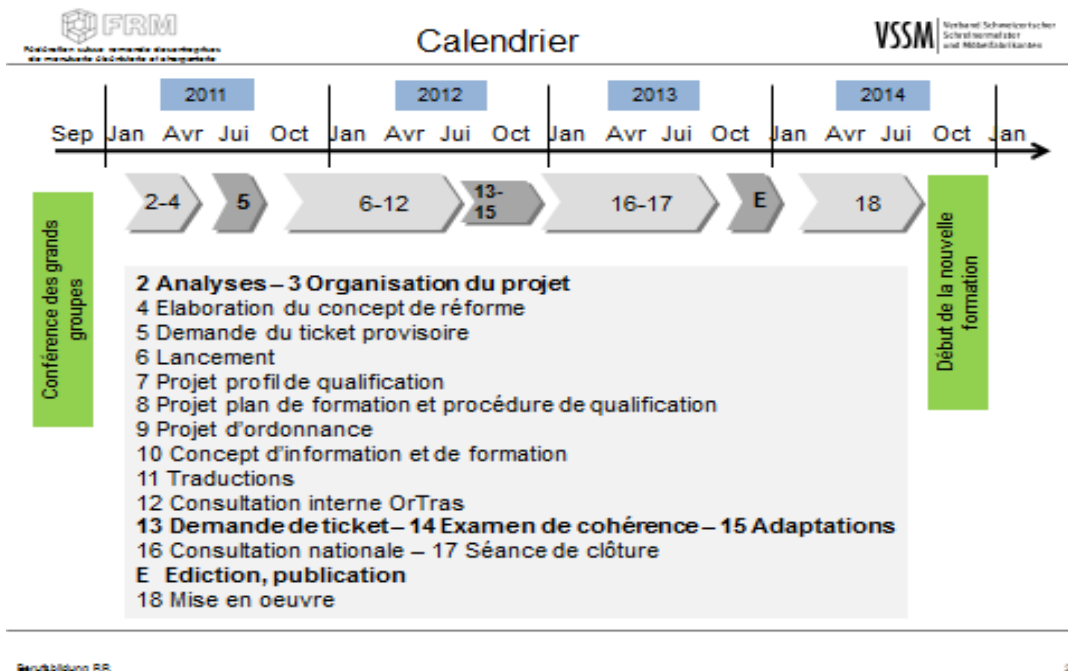 FRM
Calendrier
VSSM
Verband Schweizerischer
Schreinermeister
und Möbelfabrikanten
2011 2012 2013 2014
Sep Jan Avr Jui Oct Jan Avr Jui Oct Jan Avr Jui Oct Jan Avr Jui Oct Jan
2-4 5 6-12 13-15 16-17 E 18
Conférence des grands
groupes
Début de la nouvelle
formation
2 Analyses – 3 Organisation du projet
4 Elaboration du concept de réforme
5 Demande du ticket provisoire
6 Lancement
7 Projet profil de qualification
8 Projet plan de formation et procédure de qualification
9 Projet d'ordonnance
10 Concept d'information et de formation
11 Traductions
12 Consultation interne OrTras
13 Demande de ticket – 14 Examen de cohérence – 15 Adaptations
16 Consultation nationale – 17 Séance de clôture
E Ediction, publication
18 Mise en oeuvre